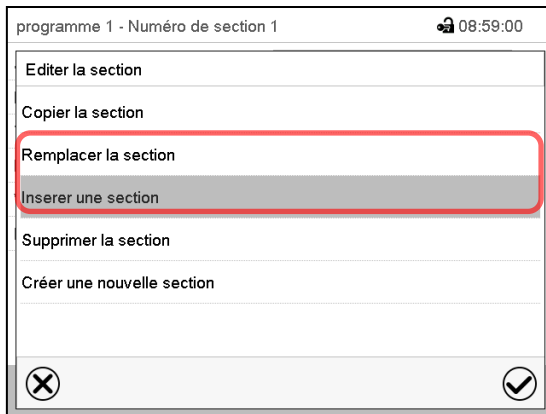 programme 1 - Numéro de section 1 08:59:00
Editer la section
Copier la section
Remplacer la section
Inserer une section
Supprimer la section
Créer une nouvelle section